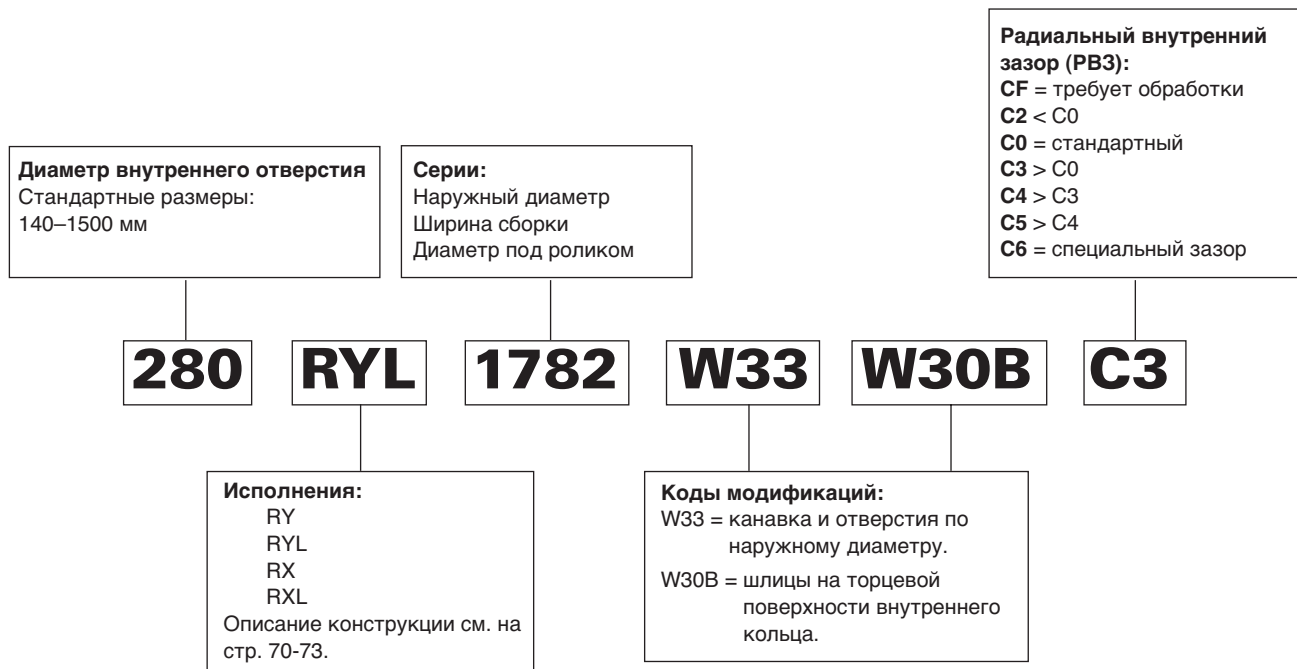 Радиальный внутренний
зазор (РВЗ):
CF = требует обработки
C2 < C0
C0 = стандартный
C3 > C0
C4 > C3
C5 > C4
C6 = специальный зазор
Диаметр внутреннего отверстия
Стандартные размеры:
140–1500 мм
Серии:
Наружный диаметр
Ширина сборки
Диаметр под роликом
280 RYL 1782 W33 W30B C3
Исполнения:
RY
RYL
RX
RXL
Описание конструкции см. на
стр. 70-73.
Коды модификаций:
W33 = канавка и отверстия по
наружному диаметру.
W30B = шлицы на торцевой
поверхности внутреннего
кольца.